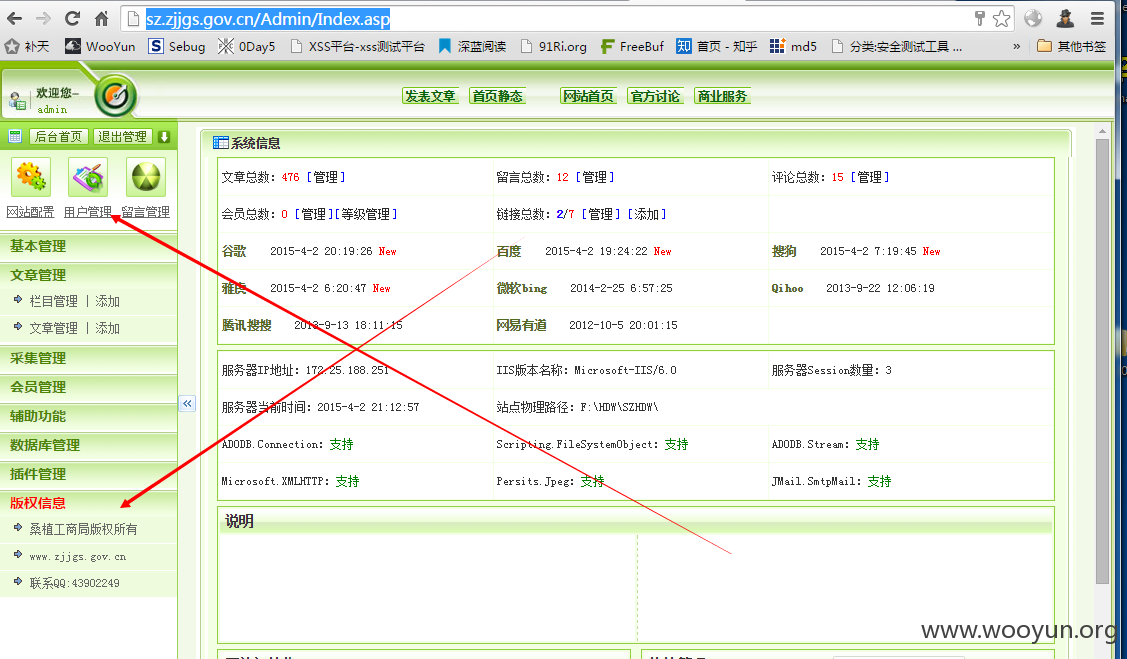 sz.zjjgs.gov.cn/Admin/Index.asp
补天 WooYun Sebug 0Day5 XSS平台-xss测试平台 深蓝阅读 91Ri.org FreeBuf 首页 - 知乎 md5 分类:安全测试工具 ... » 其他书签
欢迎您–
admin
发表文章 首页静态 网站首页 官方讨论 商业服务
后台首页 退出管理
网站配置 用户管理 留言管理
基本管理
文章管理
栏目管理 | 添加
文章管理 | 添加
采集管理
会员管理
辅助功能
数据库管理
插件管理
版权信息
桑植工商局版权所有
www.zjjgs.gov.cn
联系QQ:43902249
系统信息
文章总数: 476 [管理] 留言总数: 12 [管理] 评论总数: 15 [管理]
会员总数: 0 [管理][等级管理] 链接总数: 2/7 [管理] [添加]
谷歌 2015-4-2 20:19:26 New 百度 2015-4-2 19:24:22 New 搜狗 2015-4-2 7:19:45 New
雅虎 2015-4-2 6:20:47 New 微软bing 2014-2-25 6:57:25 Qihoo 2013-9-22 12:06:19
腾讯搜搜 2013-9-13 18:11:15 网易有道 2012-10-5 20:01:15
服务器IP地址: 172.25.188.251 IIS版本名称: Microsoft-IIS/6.0 服务器Session数量: 3
服务器当前时间: 2015-4-2 21:12:57 站点物理路径: F:\HDW\SZHDW\
ADODB.Connection: 支持 Scripting.FileSystemObject: 支持 ADODB.Stream: 支持
Microsoft.XMLHTTP: 支持 Persits.Jpeg: 支持 JMail.SmtpMail: 支持
说明
www.wooyun.org